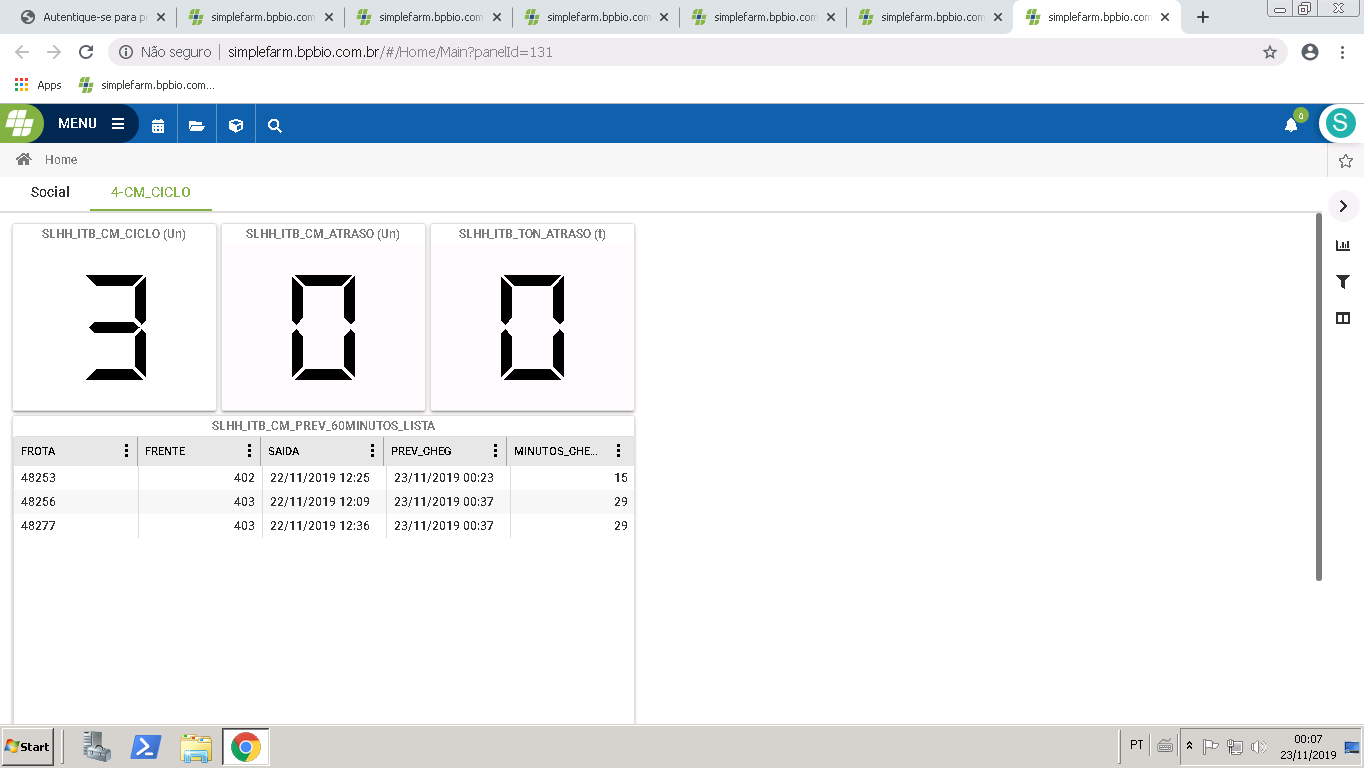 Autentique-se para p
simplefarm.bpbio.com
simplefarm.bpbio.com
simplefarm.bpbio.com
simplefarm.bpbio.com
simplefarm.bpbio.com
simplefarm.bpbio.com
Não seguro | simplefarm.bpbio.com.br/#/Home/Main?panelId=131
Apps simplefarm.bpbio.com...
MENU
0
S
Home
Social 4-CM_CICLO
SLHH_ITB_CM_CICLO (Un) SLHH_ITB_CM_ATRASO (Un) SLHH_ITB_TON_ATRASO (t)
3 0 0
SLHH_ITB_CM_PREV_60MINUTOS_LISTA
FROTA FRENTE SAIDA PREV_CHEG MINUTOS_CHE...
48253 402 22/11/2019 12:25 23/11/2019 00:23 15
48256 403 22/11/2019 12:09 23/11/2019 00:37 29
48277 403 22/11/2019 12:36 23/11/2019 00:37 29
Start PT 00:07
23/11/2019